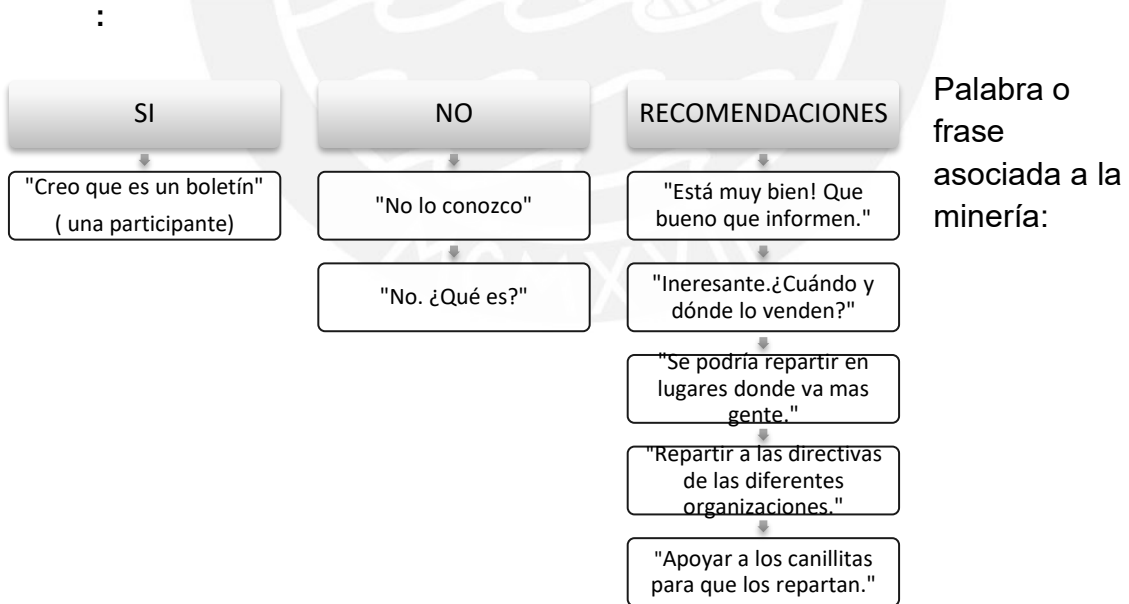 :
SI
"Creo que es un boletín"
( una participante)
NO
"No lo conozco"
"No. ¿Qué es?"
RECOMENDACIONES
"Está muy bien! Que
bueno que informen."
"Ineresante.¿Cuándo y
dónde lo venden?"
"Se podría repartir en
lugares donde va mas
gente."
"Repartir a las directivas
de las diferentes
organizaciones."
"Apoyar a los canillitas
para que los repartan."
Palabra o
frase
asociada a la
minería: